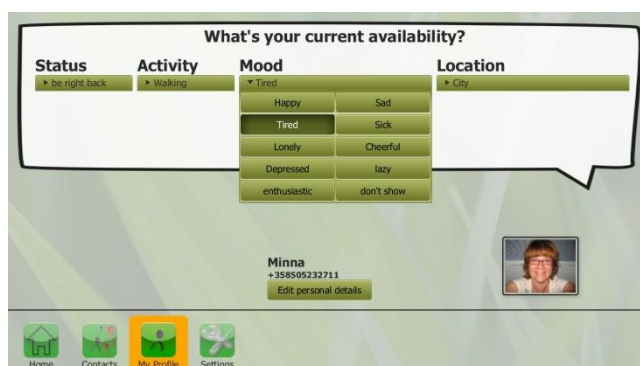 What's your current availability?
Status Activity Mood Location
be right back Walking Tired City
Happy Sad
Tired Sick
Lonely Cheerful
Depressed lazy
enthusiastic don't show
Minna
+358505232711
Edit personal details
Home Contacts My Profile Settings